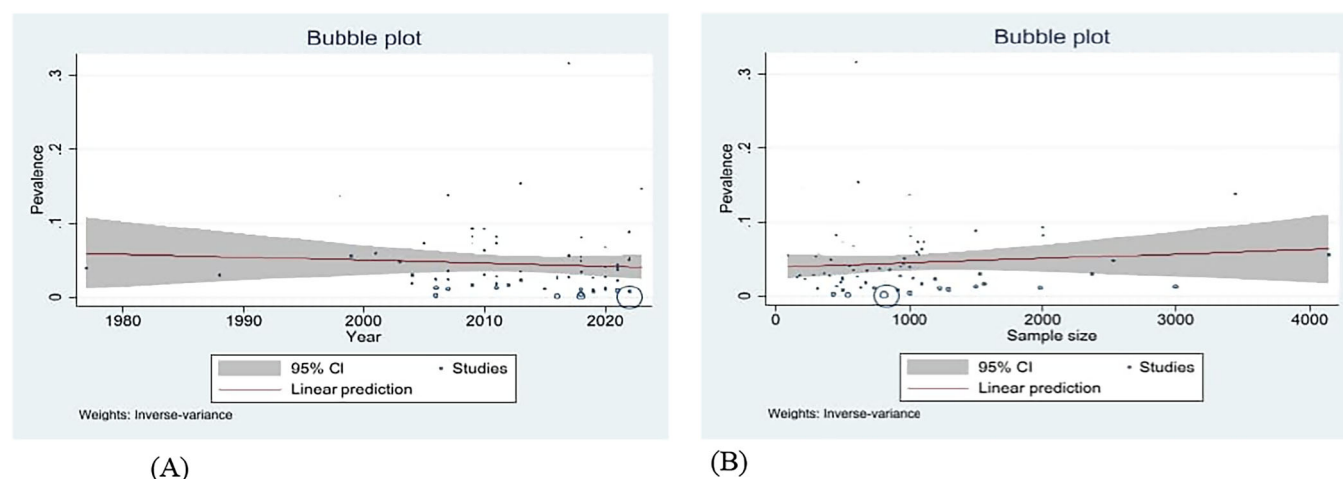 Bubble plot
Pevalence
.3
.2
.1
0
1980 1990 2000 2010 2020
Year
95% CI Studies
Linear prediction
Weights: Inverse-variance
(A)
Bubble plot
Pevalence
.3
.2
.1
0
0 1000 2000 3000 4000
Sample size
95% CI Studies
Linear prediction
Weights: Inverse-variance
(B)